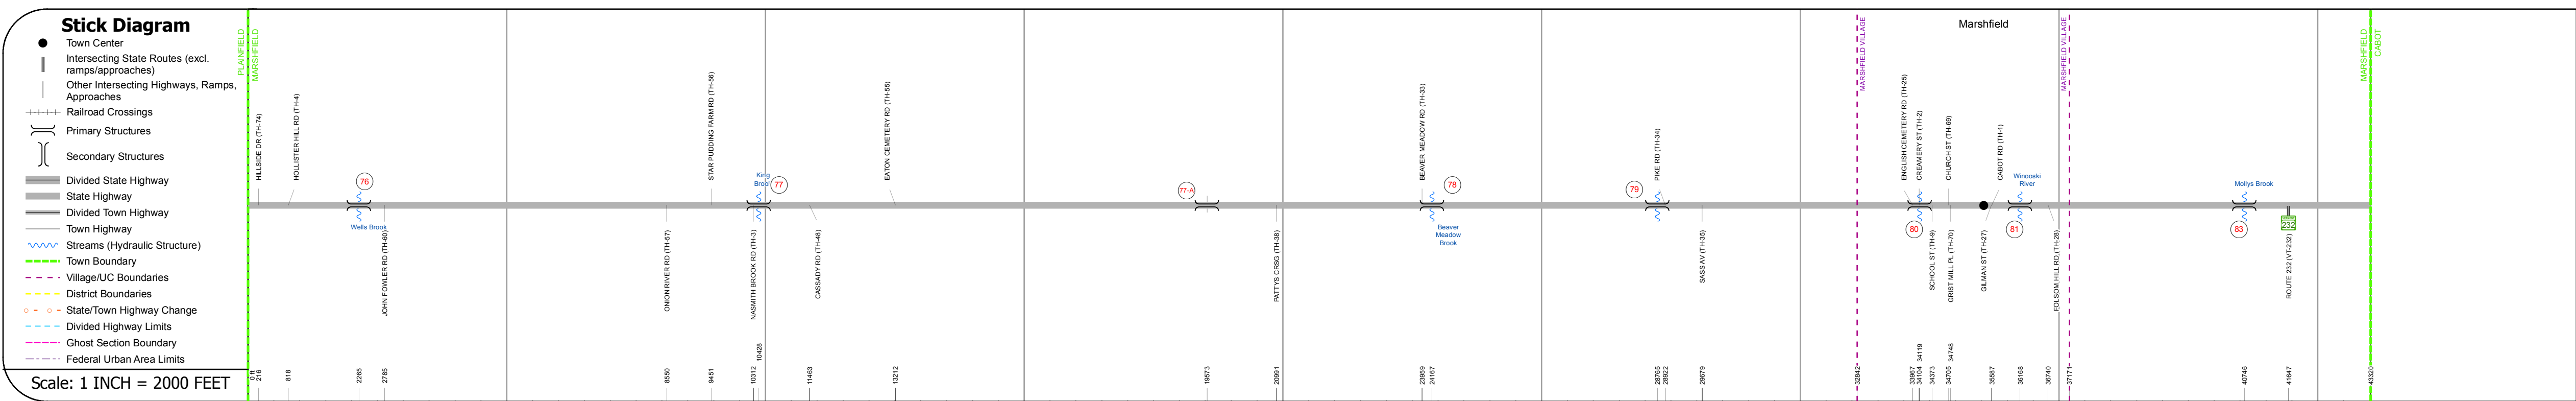 Stick Diagram
Town Center
Intersecting State Routes (excl.
ramps/approaches)
Other Intersecting Highways, Ramps,
Approaches
Railroad Crossings
Primary Structures
Secondary Structures
Divided State Highway
State Highway
Divided Town Highway
Town Highway
Streams (Hydraulic Structure)
Town Boundary
Village/UC Boundaries
District Boundaries
State/Town Highway Change
Divided Highway Limits
Ghost Section Boundary
Federal Urban Area Limits
Scale: 1 INCH = 2000 FEET
PLAINFIELD
MARSHFIELD
HILLSIDE DR (TH-74)
HOLLISTER HILL RD (TH-4)
76
Wells Brook
JOHN FOWLER RD (TH-60)
ONION RIVER RD (TH-57)
STAR PUDDING FARM RD (TH-56)
NASMITH BROOK RD (TH-3)
King
Brook
77
CASSADY RD (TH-48)
EATON CEMETERY RD (TH-55)
77-A
PATTYS CRSG (TH-38)
BEAVER MEADOW RD (TH-33)
78
Beaver
Meadow
Brook
79
PIKE RD (TH-34)
SASS AV (TH-35)
MARSHFIELD VILLAGE
ENGLISH CEMETERY RD (TH-25)
CREAMERY ST (TH-2)
80
SCHOOL ST (TH-9)
CHURCH ST (TH-69)
GRIST MILL PL (TH-70)
Marshfield
GILMAN ST (TH-27)
CABOT RD (TH-1)
Winooski
River
81
FOLSOM HILL RD (TH-28)
MARSHFIELD VILLAGE
Mollys Brook
83
232
ROUTE 232 (VT-232)
MARSHFIELD
CABOT
0 ft
216
818
2265
2785
8550
9451
10312
10428
11463
13212
19573
20991
23959
24167
28765
28922
29679
32842
33967
34104
34119
34373
34705
34748
35587
36168
36740
37171
40746
41647
43320